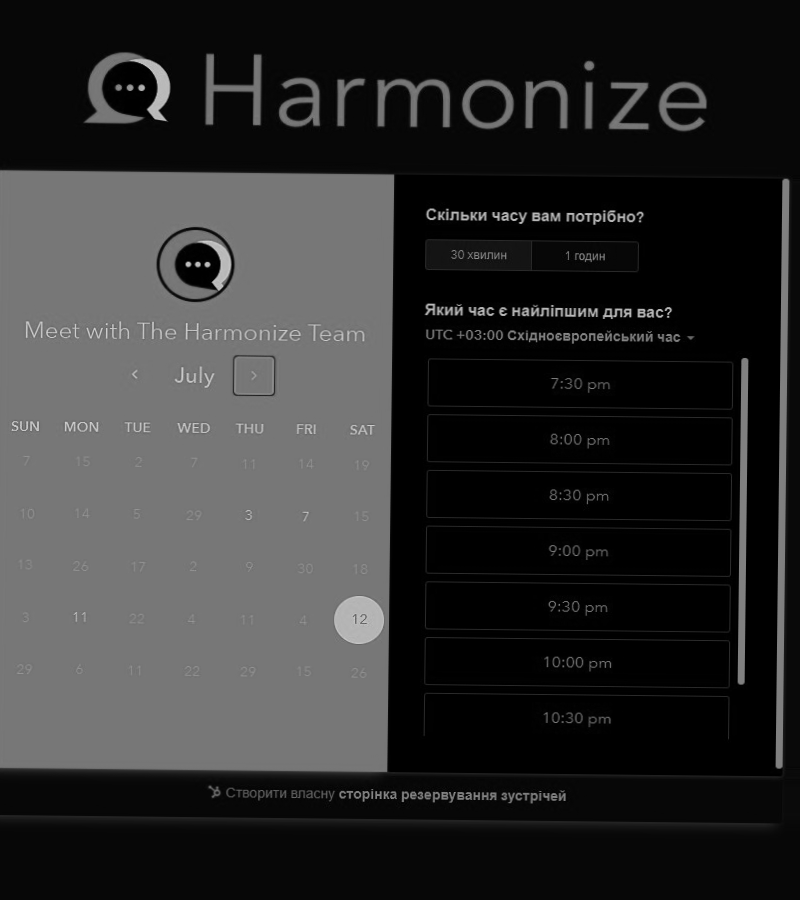 Harmonize
Meet with The Harmonize Team
July
SUN MON TUE WED THU FRI SAT
7 15 2 7 11 14 19
10 14 5 29 3 7 15
13 26 17 2 9 30 18
3 11 22 4 11 4 12
29 6 11 22 29 15 26
Скільки часу вам потрібно?
30 хвилин 1 годин
Який час є найліпшим для вас?
UTC +03:00 Східноєвропейський час
7:30 pm
8:00 pm
8:30 pm
9:00 pm
9:30 pm
10:00 pm
10:30 pm
Створити власну сторінка резервування зустрічей